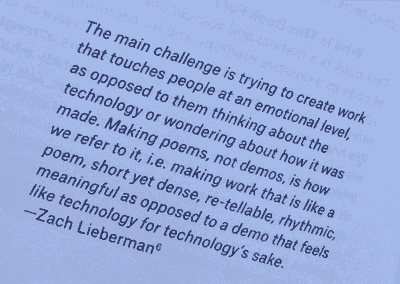 The main challenge is trying to create work
that touches people at an emotional level,
as opposed to them thinking about the
technology or wondering about how it was
made. Making poems, not demos, is how
we refer to it, i.e. making work that is like a
poem, short yet dense, re-tellable, rhythmic,
meaningful as opposed to a demo that feels
like technology for technology's sake.
—Zach Lieberman⁶